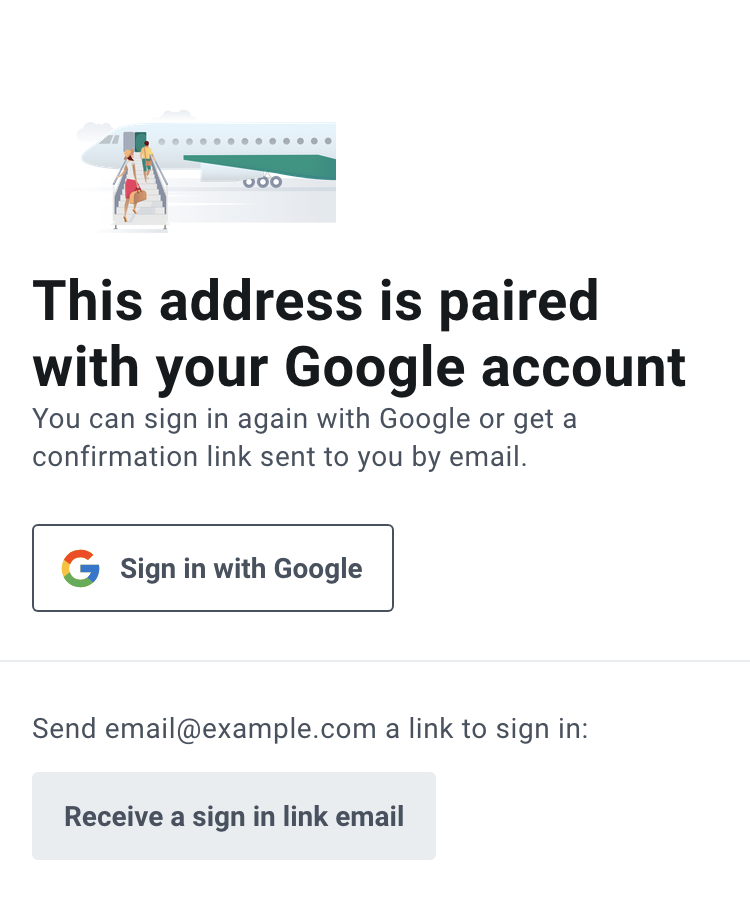 This address is paired
with your Google account
You can sign in again with Google or get a
confirmation link sent to you by email.
Sign in with Google
Send email@example.com a link to sign in:
Receive a sign in link email